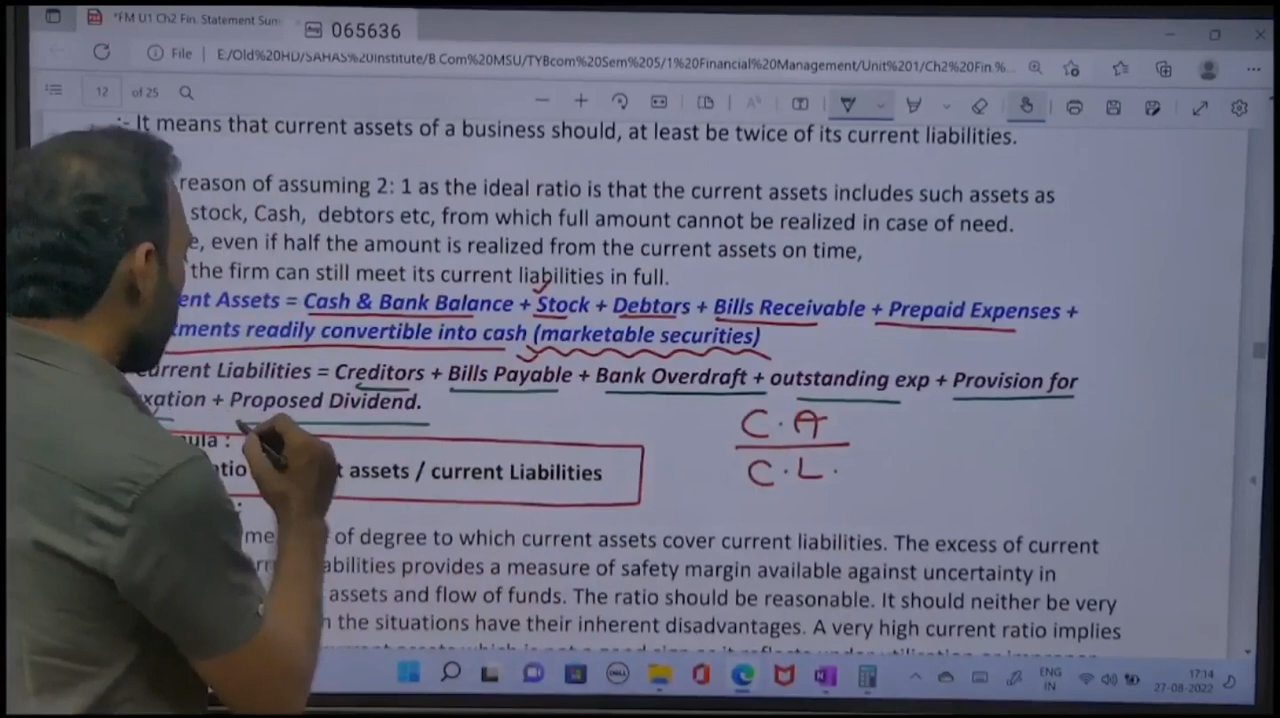 *FM U1 Ch2 Fin. Statement Sum
065636
File E:/Old%20HD/SAHAS%20Institute/B.Com%20MSU/TYBcom%20Sem%205/1%20Financial%20Management/Unit%201/Ch2%20Fin.%...
12 of 25
:- It means that current assets of a business should, at least be twice of its current liabilities.
reason of assuming 2: 1 as the ideal ratio is that the current assets includes such assets as
stock, Cash, debtors etc, from which full amount cannot be realized in case of need.
e, even if half the amount is realized from the current assets on time,
the firm can still meet its current liabilities in full.
ent Assets = Cash & Bank Balance + Stock + Debtors + Bills Receivable + Prepaid Expenses +
tments readily convertible into cash (marketable securities)
urrent Liabilities = Creditors + Bills Payable + Bank Overdraft + outstanding exp + Provision for
xation + Proposed Dividend.
C.A
C.L.
ula :
atio t assets / current Liabilities
me of degree to which current assets cover current liabilities. The excess of current
abilities provides a measure of safety margin available against uncertainty in
assets and flow of funds. The ratio should be reasonable. It should neither be very
n the situations have their inherent disadvantages. A very high current ratio implies
DELL
ENG
IN
17:14
27-08-2022